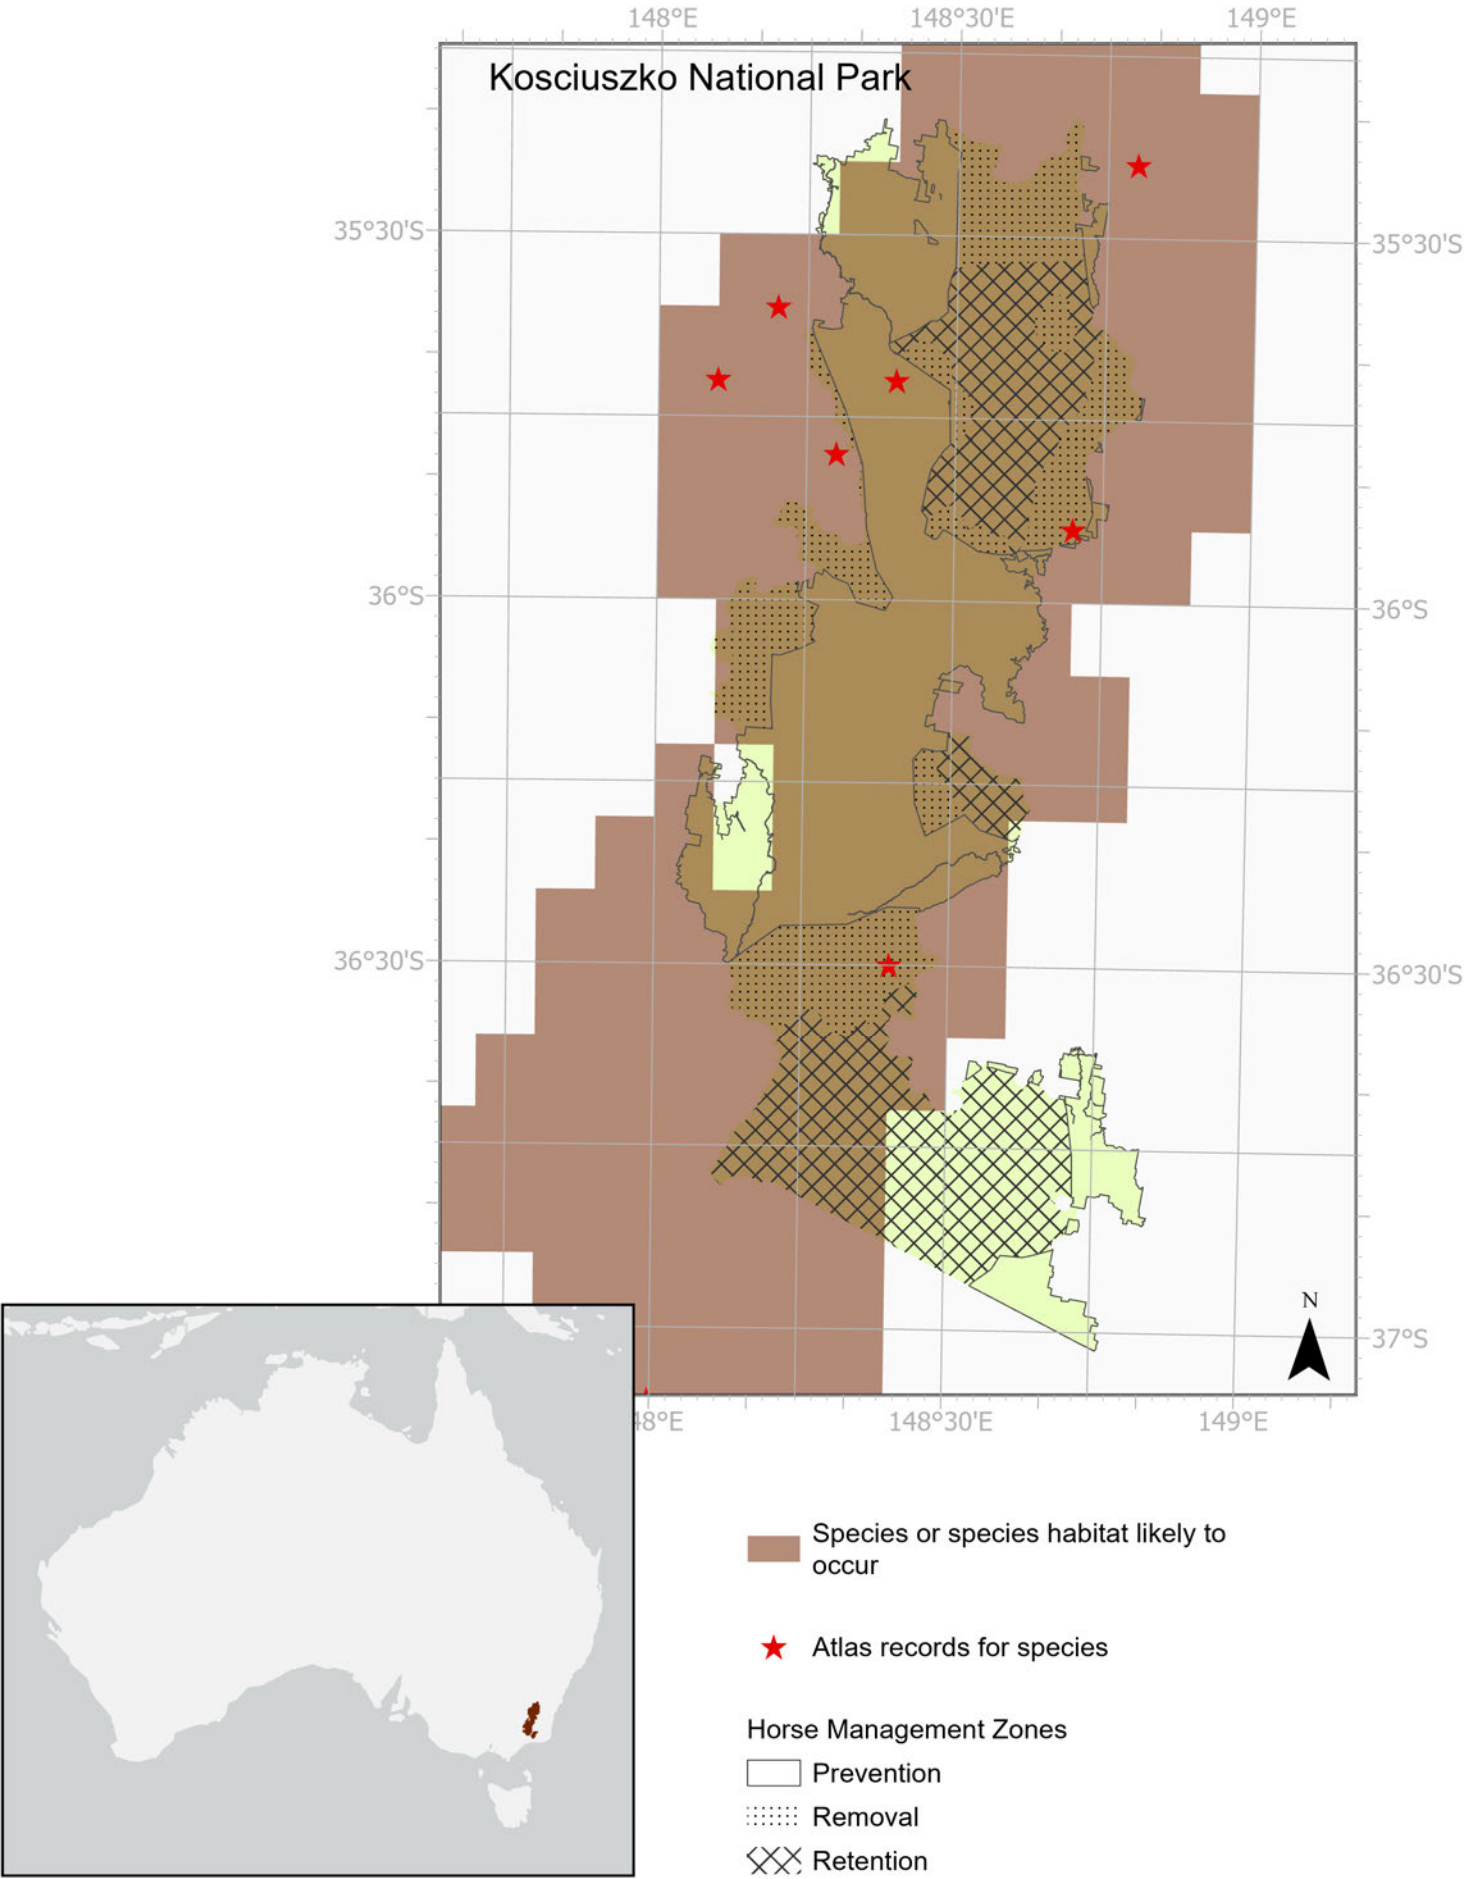 148°E 148°30'E 149°E
Kosciuszko National Park
35°30'S 35°30'S
36°S 36°S
36°30'S 36°30'S
N
37°S
48°E 148°30'E 149°E
Species or species habitat likely to
occur
Atlas records for species
Horse Management Zones
Prevention
Removal
Retention